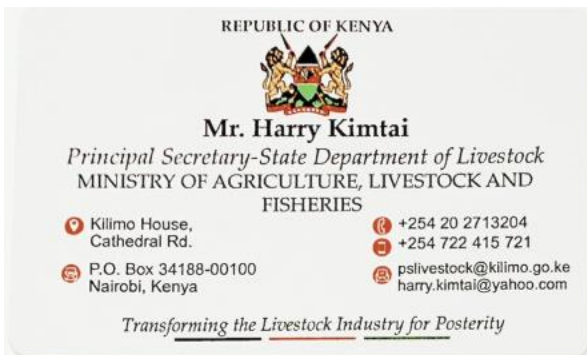 REPUBLIC OF KENYA
Mr. Harry Kimtai
Principal Secretary-State Department of Livestock
MINISTRY OF AGRICULTURE, LIVESTOCK AND
FISHERIES
Kilimo House,
Cathedral Rd.
P.O. Box 34188-00100
Nairobi, Kenya
+254 20 2713204
+254 722 415 721
pslivestock@kilimo.go.ke
harry.kimtai@yahoo.com
Transforming the Livestock Industry for Posterity